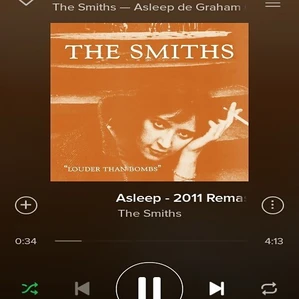 The Smiths — Asleep de Graham
THE SMITHS
"LOUDER THAN BOMBS"
Asleep - 2011 Rema
The Smiths
0:34
4:13